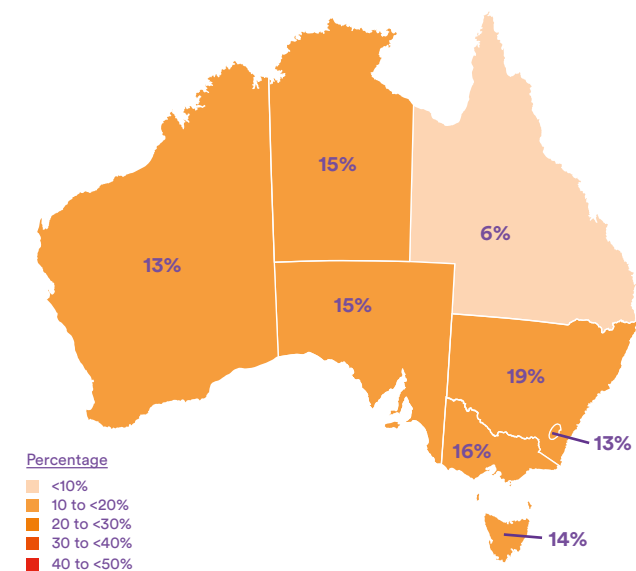 15%
6%
13%
15%
19%
13%
16%
14%
Percentage
<10%
10 to <20%
20 to <30%
30 to <40%
40 to <50%